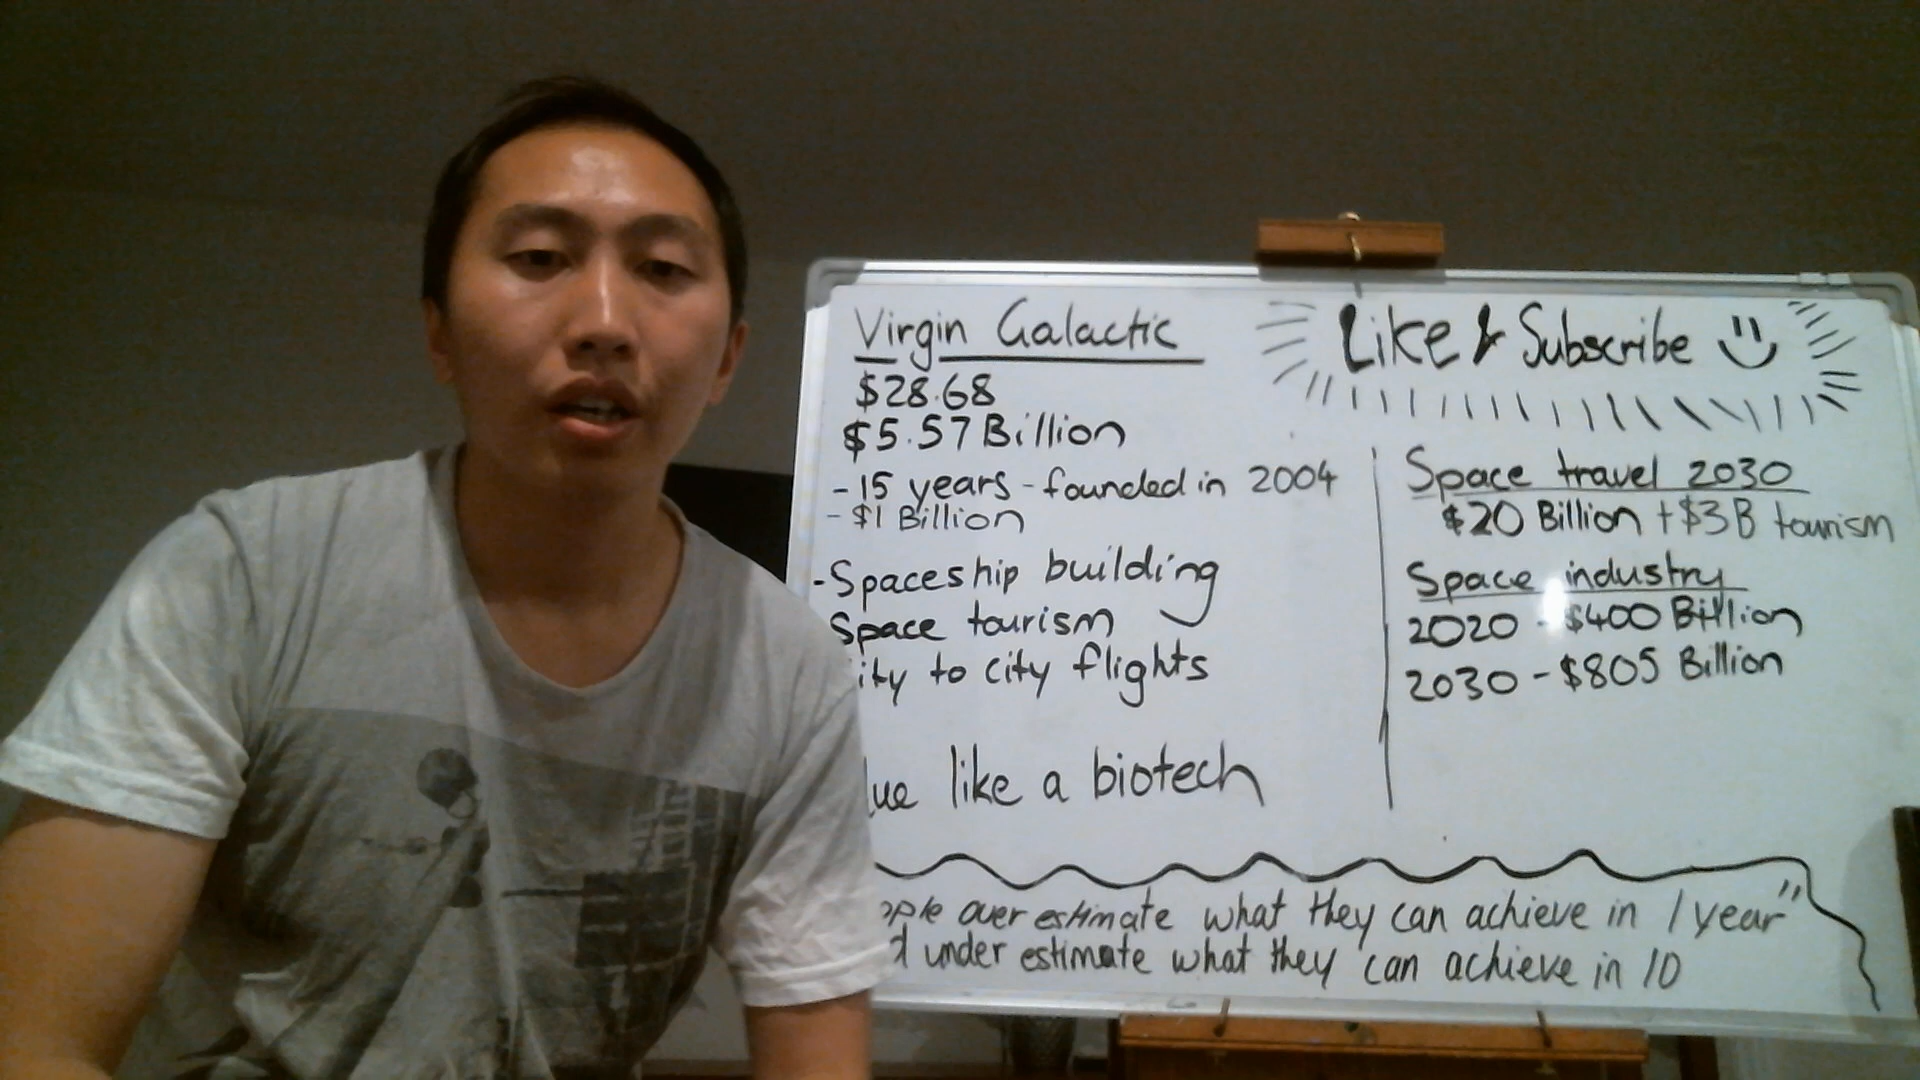 Virgin Galactic
$28.68
$5.57 Billion
- 15 years - founded in 2004
- $1 Billion
- Spaceship building
Space tourism
ity to city flights
lue like a biotech
Like & Subscribe
Space travel 2030
$20 Billion + $3B tourism
Space industry
2020 - $400 Billion
2030 - $805 Billion
ople over estimate what they can achieve in 1 year"
d under estimate what they can achieve in 10